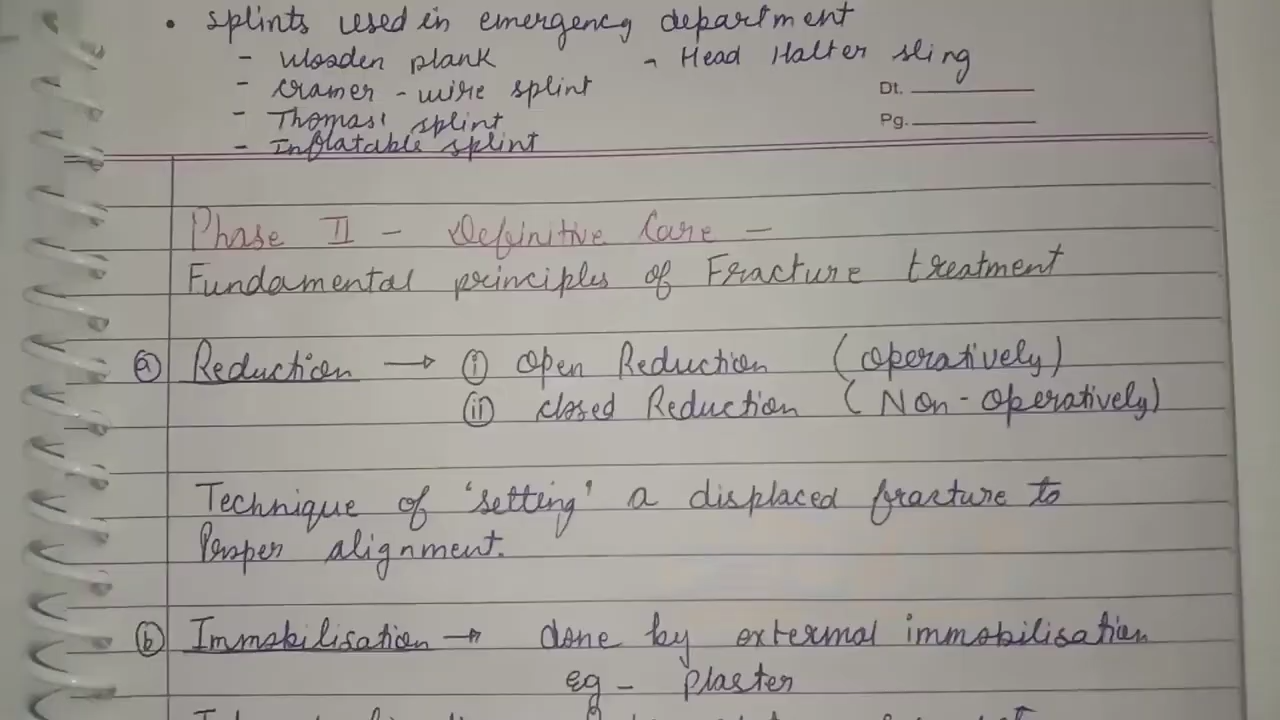 • splints used in emergency department
- Wooden plank - Head Halter sling
- cramer - wire splint
Dt.
- Thomas' splint
Pg.
- Inflatable splint
Phase II - Definitive Care -
Fundamental principles of Fracture treatment
(a) Reduction → (i) open Reduction (operatively)
(ii) closed Reduction (Non-operatively)
Technique of 'setting' a displaced fracture to
Proper alignment.
(b) Immobilisation → done by external immobilisation
eg - plaster